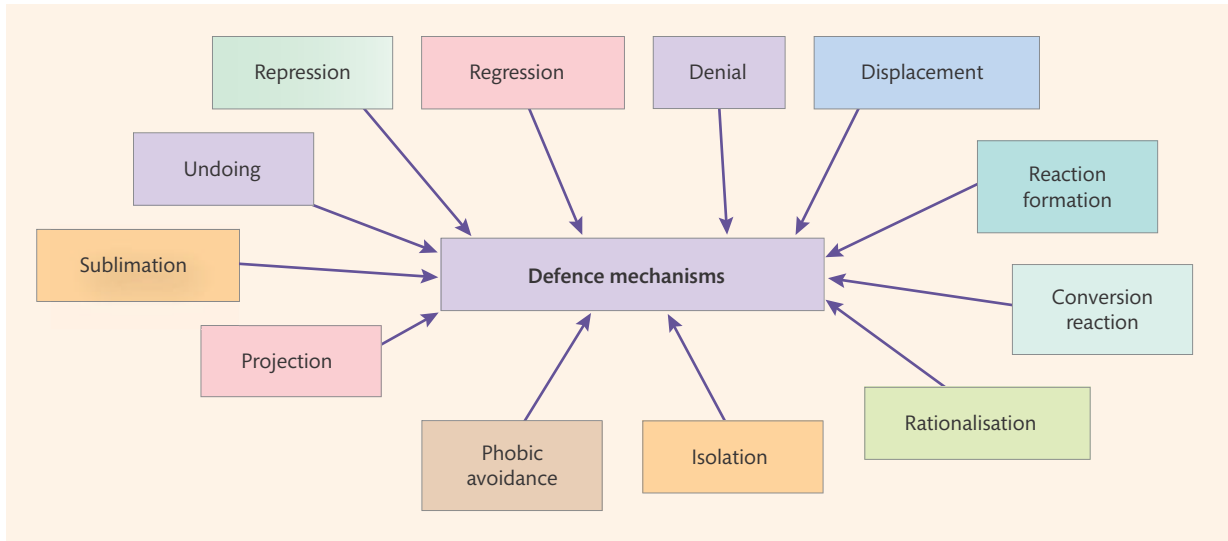 Repression
Regression
Denial
Displacement
Undoing
Reaction
formation
Sublimation
Defence mechanisms
Conversion
reaction
Projection
Rationalisation
Phobic
avoidance
Isolation